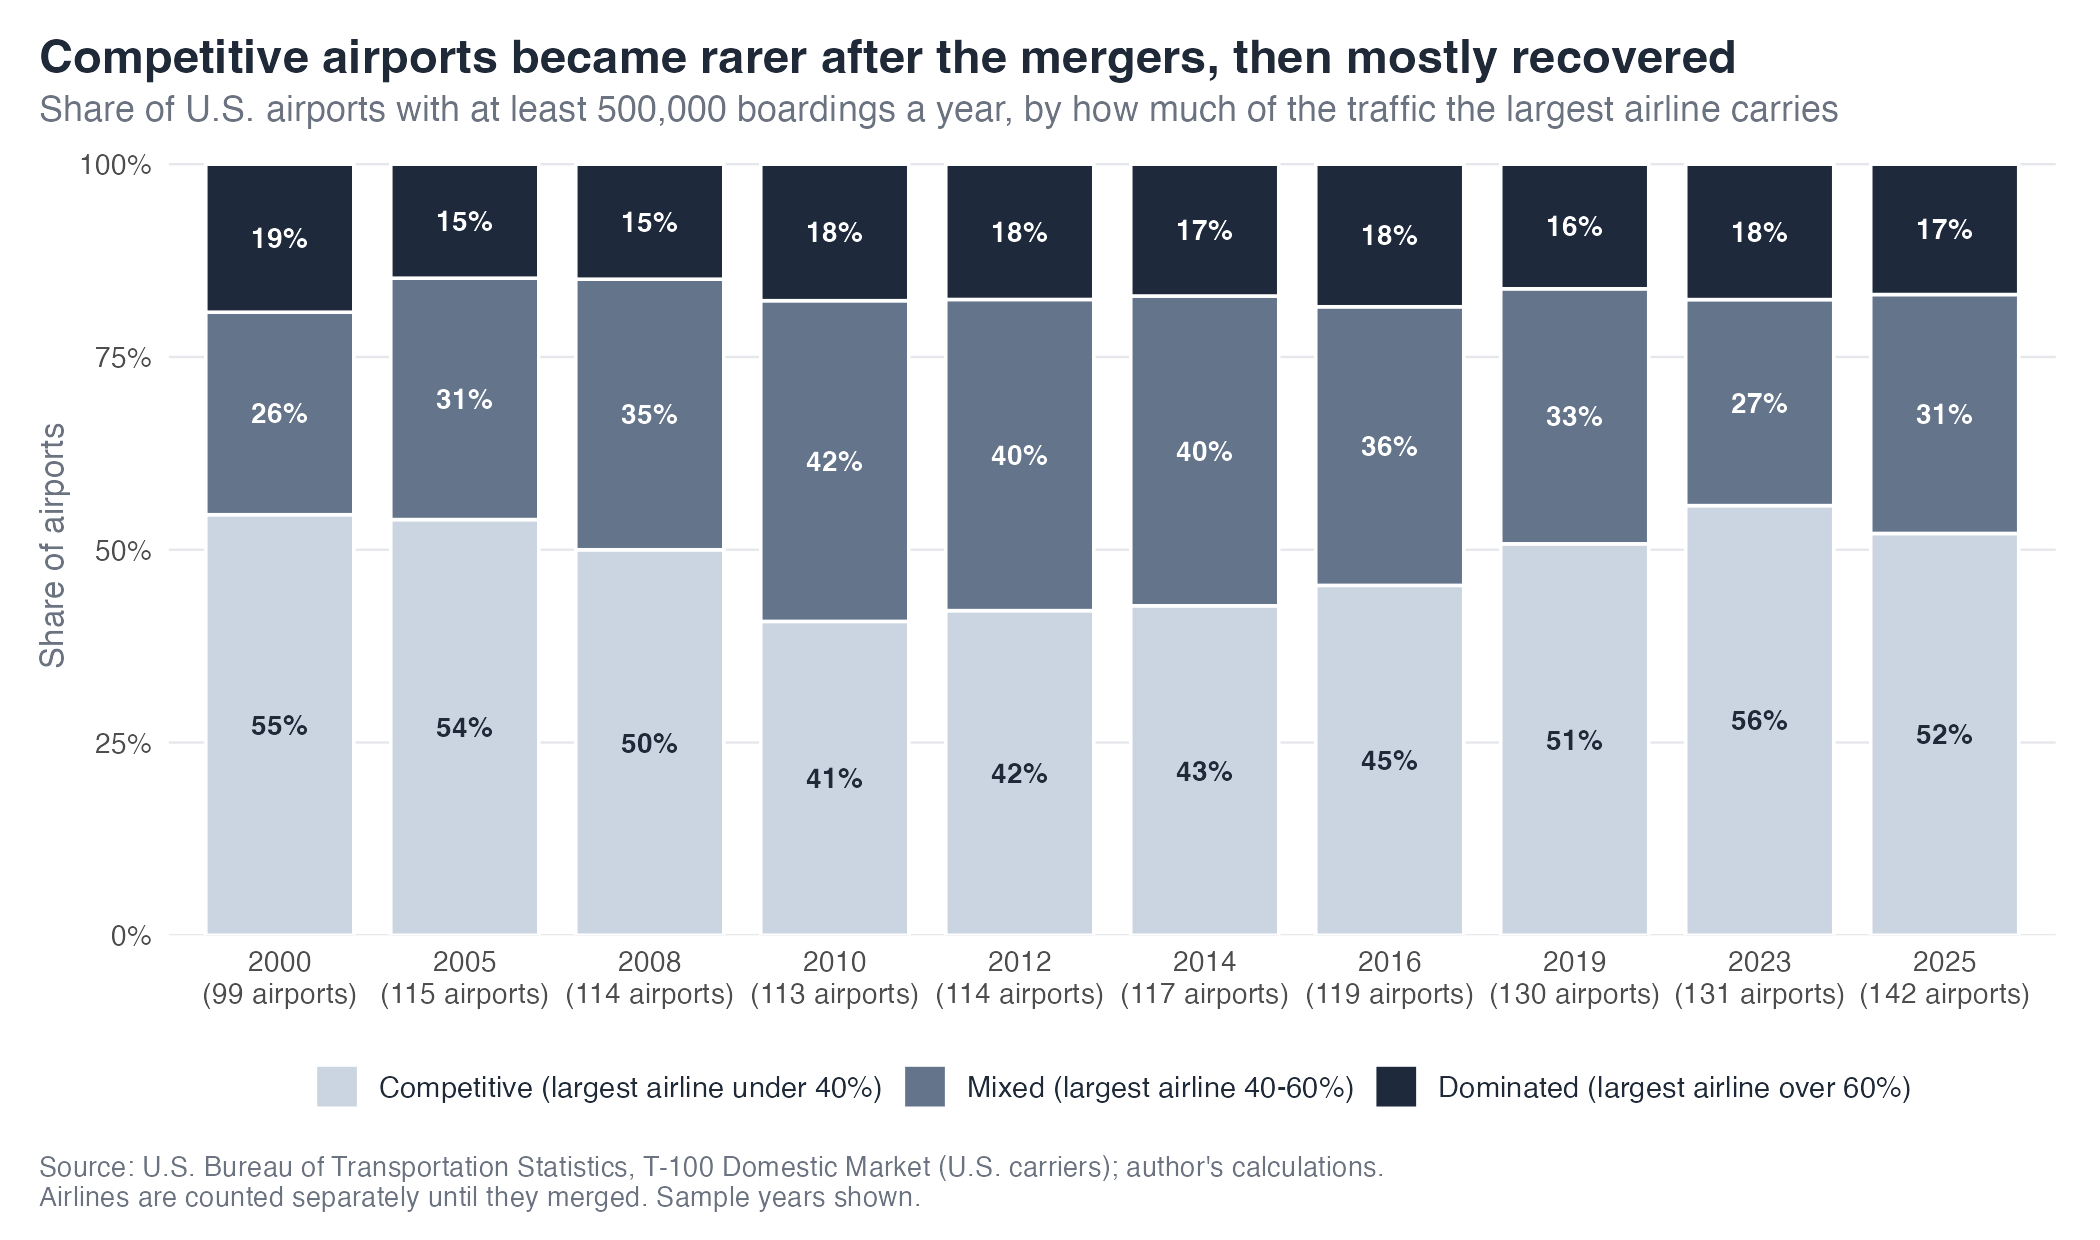 Competitive airports became rarer after the mergers, then mostly recovered
Share of U.S. airports with at least 500,000 boardings a year, by how much of the traffic the largest airline carries
Share of airports
100%
75%
50%
25%
0%
19% 15% 15% 18% 18% 17% 18% 16% 18% 17%
26% 31% 35% 42% 40% 40% 36% 33% 27% 31%
55% 54% 50% 41% 42% 43% 45% 51% 56% 52%
2000 2005 2008 2010 2012 2014 2016 2019 2023 2025
(99 airports) (115 airports) (114 airports) (113 airports) (114 airports) (117 airports) (119 airports) (130 airports) (131 airports) (142 airports)
Competitive (largest airline under 40%) Mixed (largest airline 40-60%) Dominated (largest airline over 60%)
Source: U.S. Bureau of Transportation Statistics, T-100 Domestic Market (U.S. carriers); author's calculations.
Airlines are counted separately until they merged. Sample years shown.